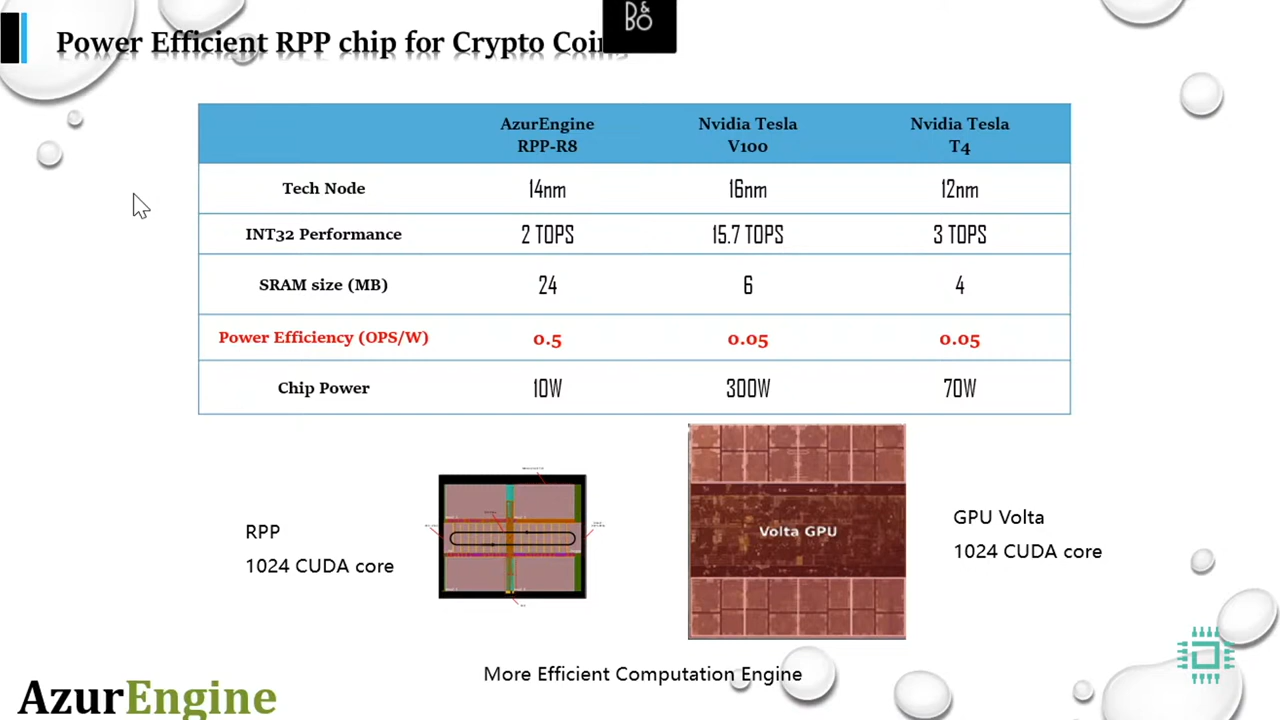 B&O
Power Efficient RPP chip for Crypto Coin
AzurEngine RPP-R8 Nvidia Tesla V100 Nvidia Tesla T4
Tech Node 14nm 16nm 12nm
INT32 Performance 2 TOPS 15.7 TOPS 3 TOPS
SRAM size (MB) 24 6 4
Power Efficiency (OPS/W) 0.5 0.05 0.05
Chip Power 10W 300W 70W
RPP
1024 CUDA core
Volta GPU
GPU Volta
1024 CUDA core
More Efficient Computation Engine
AzurEngine